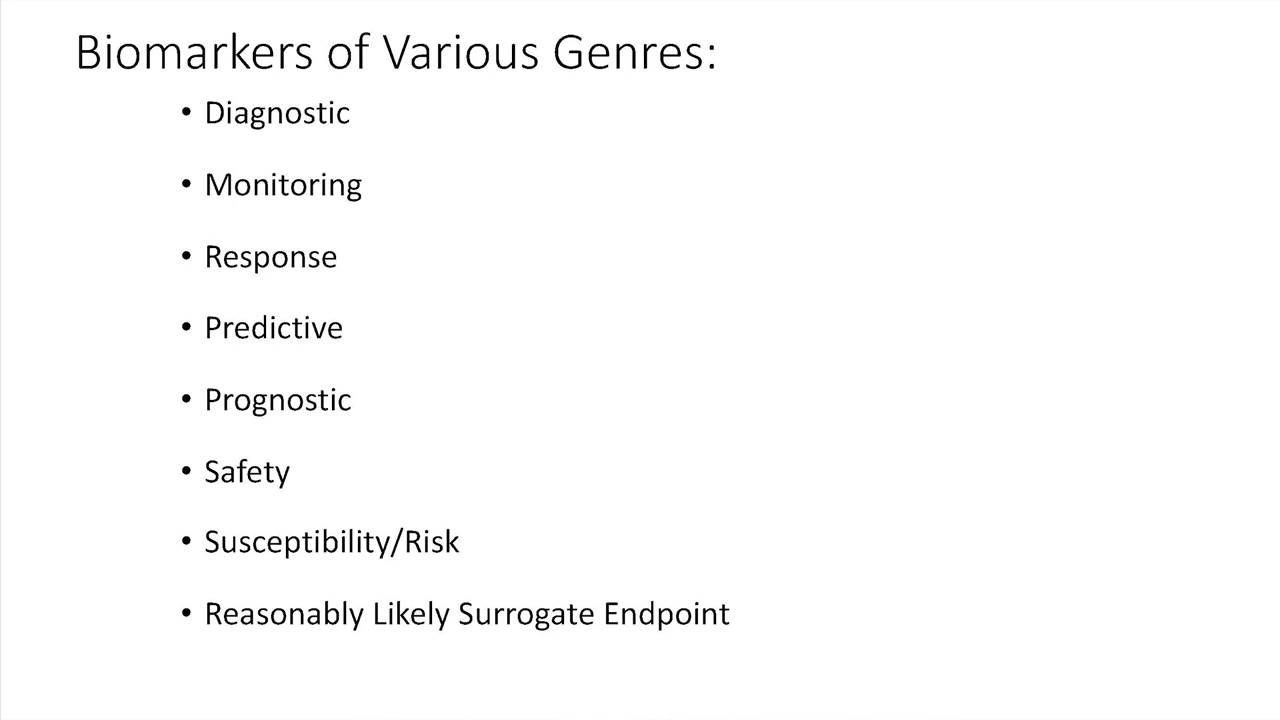 Biomarkers of Various Genres:
• Diagnostic
• Monitoring
• Response
• Predictive
• Prognostic
• Safety
• Susceptibility/Risk
• Reasonably Likely Surrogate Endpoint